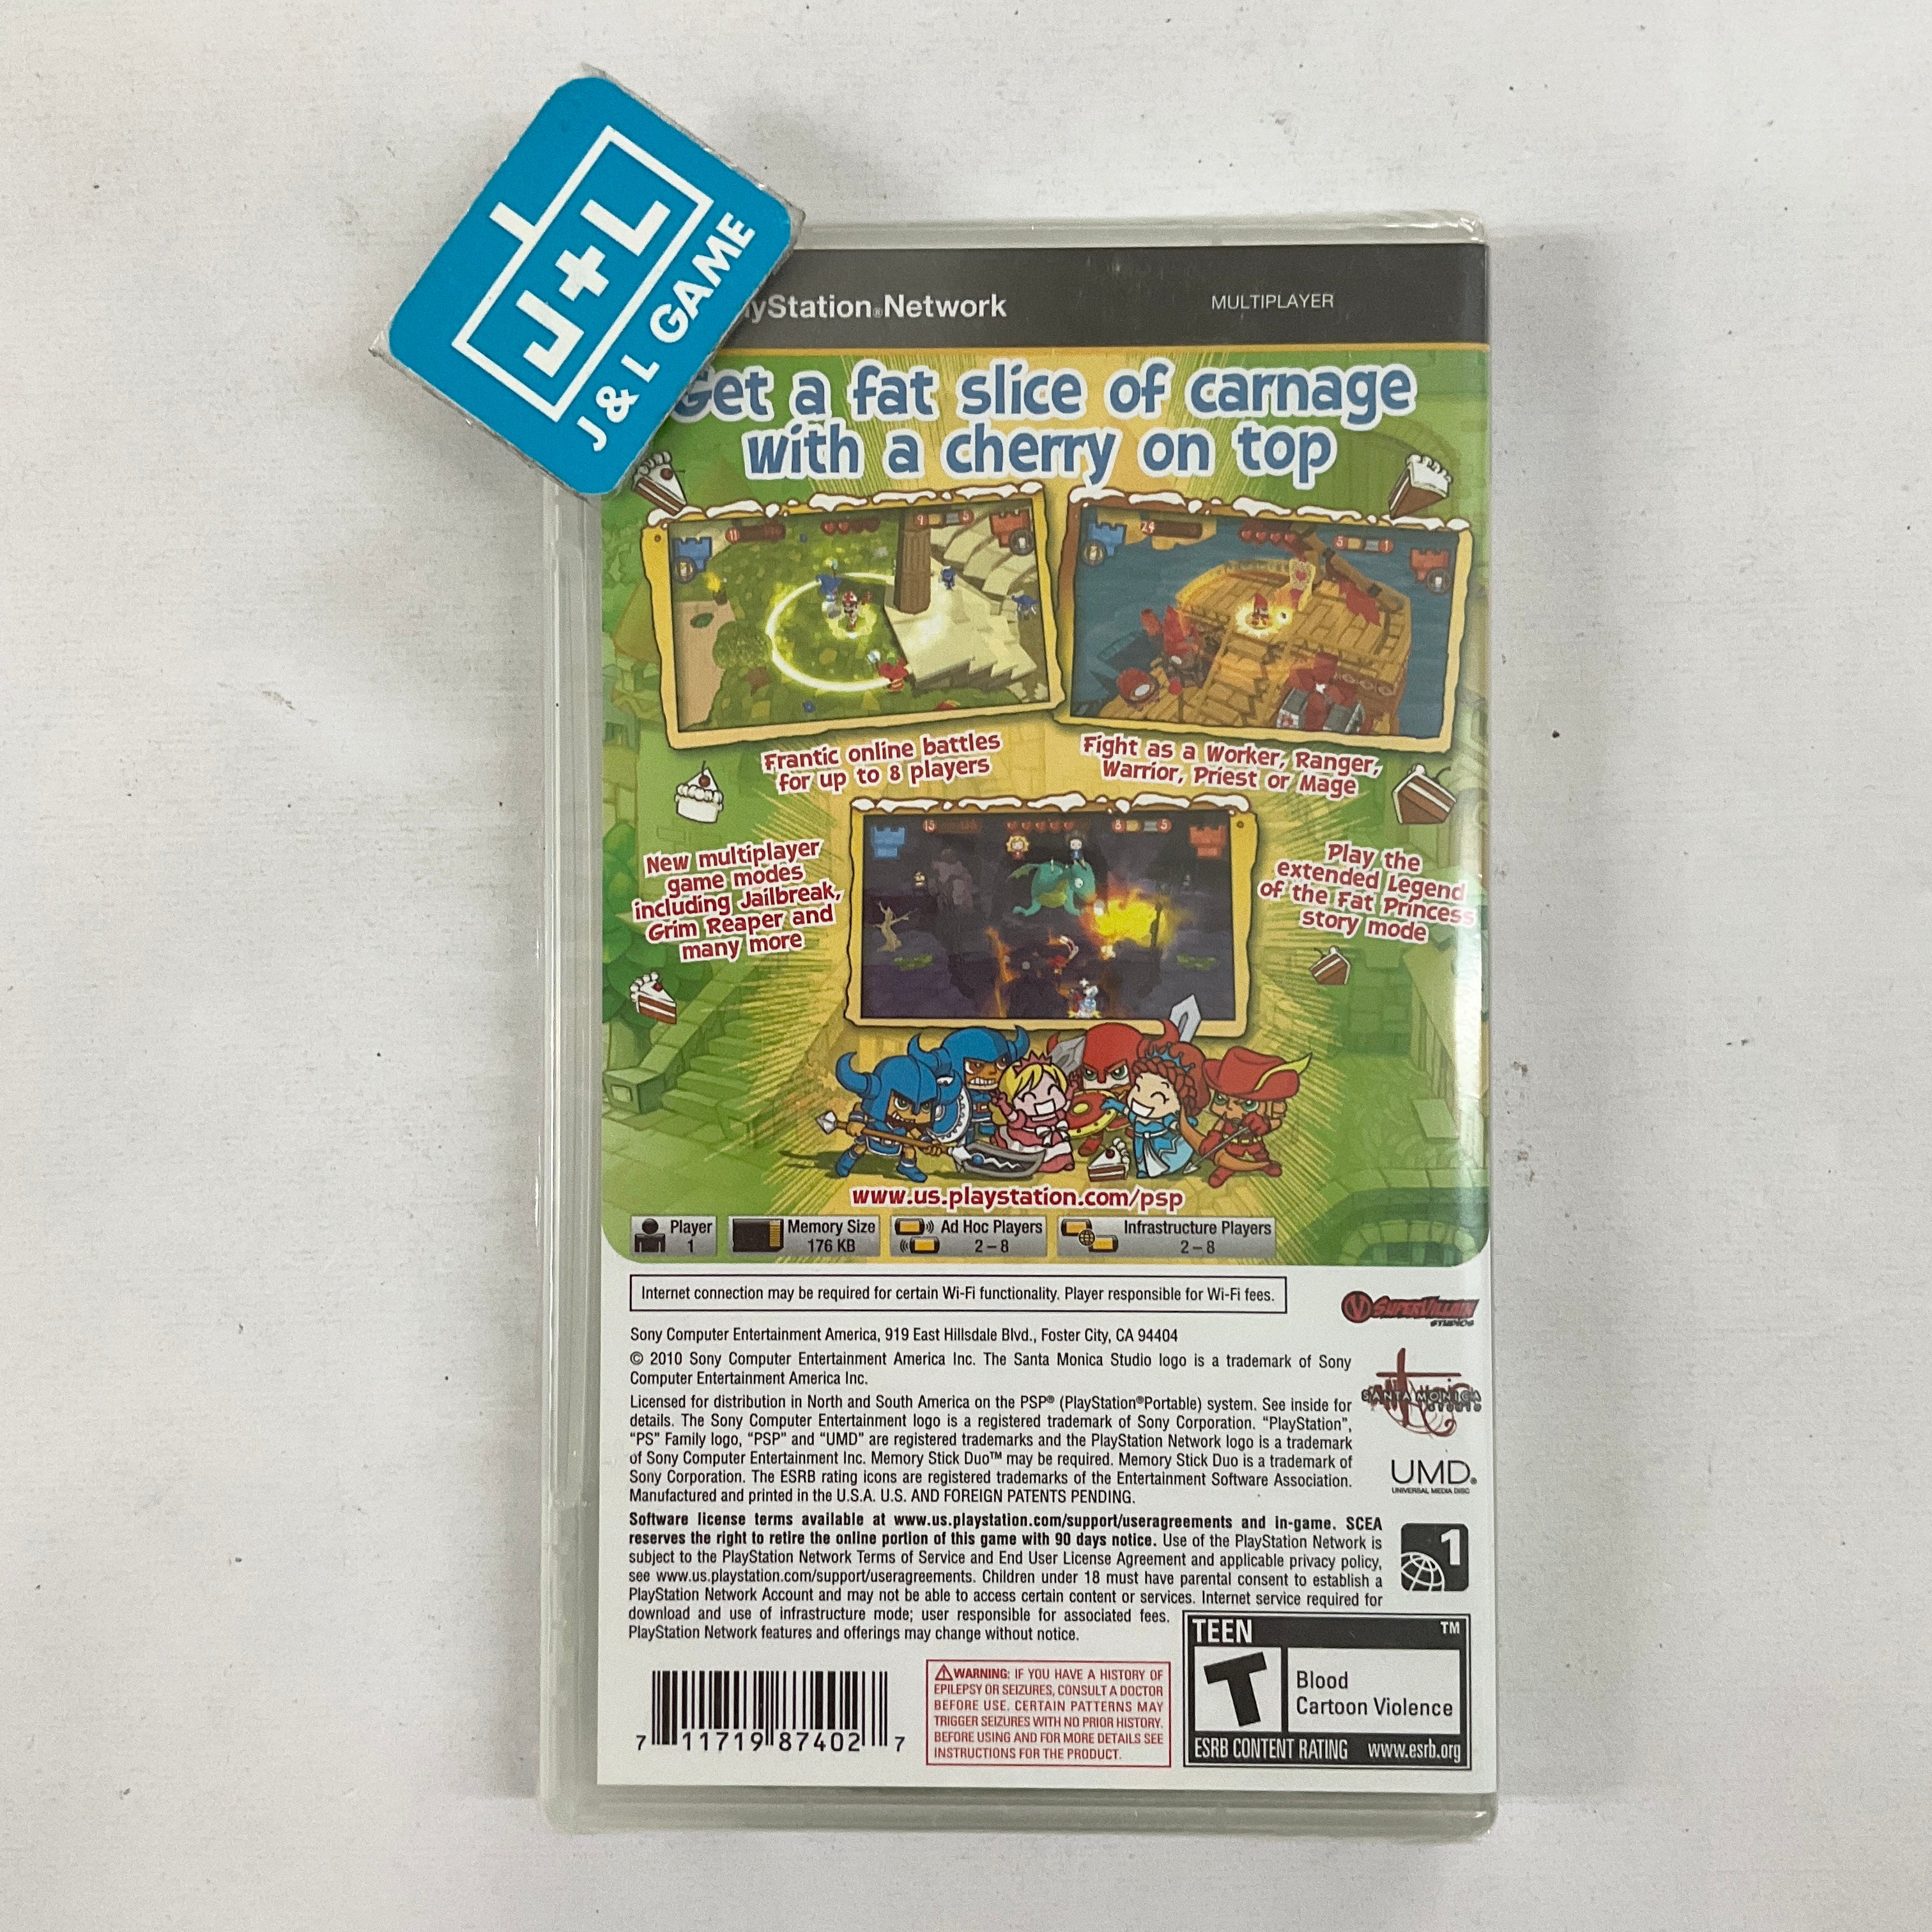 J+L
J & L GAME
Network
MULTIPLAYER
Get a fat slice of carnage
with a cherry on top
11
9
5
24
5
1
Frantic online battles
for up to 8 players
Fight as a Worker, Ranger,
Warrior, Priest or Mage
15
8
5
New multiplayer
game modes
including Jailbreak,
Grim Reaper and
many more
Play the
extended Legend
of the Fat Princess
story mode
www.us.playstation.com/psp
Player
1
Memory Size
176 KB
Ad Hoc Players
2 – 8
Infrastructure Players
2 – 8
Internet connection may be required for certain Wi-Fi functionality. Player responsible for Wi-Fi fees.
SUPERVILLAIN
STUDIOS
Sony Computer Entertainment America, 919 East Hillsdale Blvd., Foster City, CA 94404
© 2010 Sony Computer Entertainment America Inc. The Santa Monica Studio logo is a trademark of Sony
Computer Entertainment America Inc.
SANTA MONICA
STUDIO
Licensed for distribution in North and South America on the PSP® (PlayStation®Portable) system. See inside for
details. The Sony Computer Entertainment logo is a registered trademark of Sony Corporation. “PlayStation”,
“PS” Family logo, “PSP” and “UMD” are registered trademarks and the PlayStation Network logo is a trademark
of Sony Computer Entertainment Inc. Memory Stick Duo™ may be required. Memory Stick Duo is a trademark of
Sony Corporation. The ESRB rating icons are registered trademarks of the Entertainment Software Association.
Manufactured and printed in the U.S.A. U.S. AND FOREIGN PATENTS PENDING.
UMD®
UNIVERSAL MEDIA DISC
Software license terms available at www.us.playstation.com/support/useragreements and in-game. SCEA
reserves the right to retire the online portion of this game with 90 days notice. Use of the PlayStation Network is
subject to the PlayStation Network Terms of Service and End User License Agreement and applicable privacy policy,
see www.us.playstation.com/support/useragreements. Children under 18 must have parental consent to establish a
PlayStation Network Account and may not be able to access certain content or services. Internet service required for
download and use of infrastructure mode; user responsible for associated fees.
PlayStation Network features and offerings may change without notice.
1
TEEN
TM
T
Blood
Cartoon Violence
ESRB CONTENT RATING www.esrb.org
WARNING: IF YOU HAVE A HISTORY OF
EPILEPSY OR SEIZURES, CONSULT A DOCTOR
BEFORE USE. CERTAIN PATTERNS MAY
TRIGGER SEIZURES WITH NO PRIOR HISTORY.
BEFORE USING AND FOR MORE DETAILS SEE
INSTRUCTIONS FOR THE PRODUCT.
7 11719 87402 7